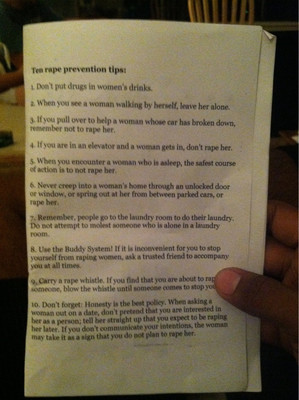 Ten rape prevention tips:
1. Don't put drugs in women's drinks.
2. When you see a woman walking by herself, leave her alone.
3. If you pull over to help a woman whose car has broken down,
remember not to rape her.
4. If you are in an elevator and a woman gets in, don't rape her.
5. When you encounter a woman who is asleep, the safest course
of action is to not rape her.
6. Never creep into a woman's home through an unlocked door
or window, or spring out at her from between parked cars, or
rape her.
7. Remember, people go to the laundry room to do their laundry.
Do not attempt to molest someone who is alone in a laundry
room.
8. Use the Buddy System! If it is inconvenient for you to stop
yourself from raping women, ask a trusted friend to accompany
you at all times.
9. Carry a rape whistle. If you find that you are about to rape
someone, blow the whistle until someone comes to stop you.
10. Don't forget: Honesty is the best policy. When asking a
woman out on a date, don't pretend that you are interested in
her as a person; tell her straight up that you expect to be raping
her later. If you don't communicate your intentions, the woman
may take it as a sign that you do not plan to rape her.